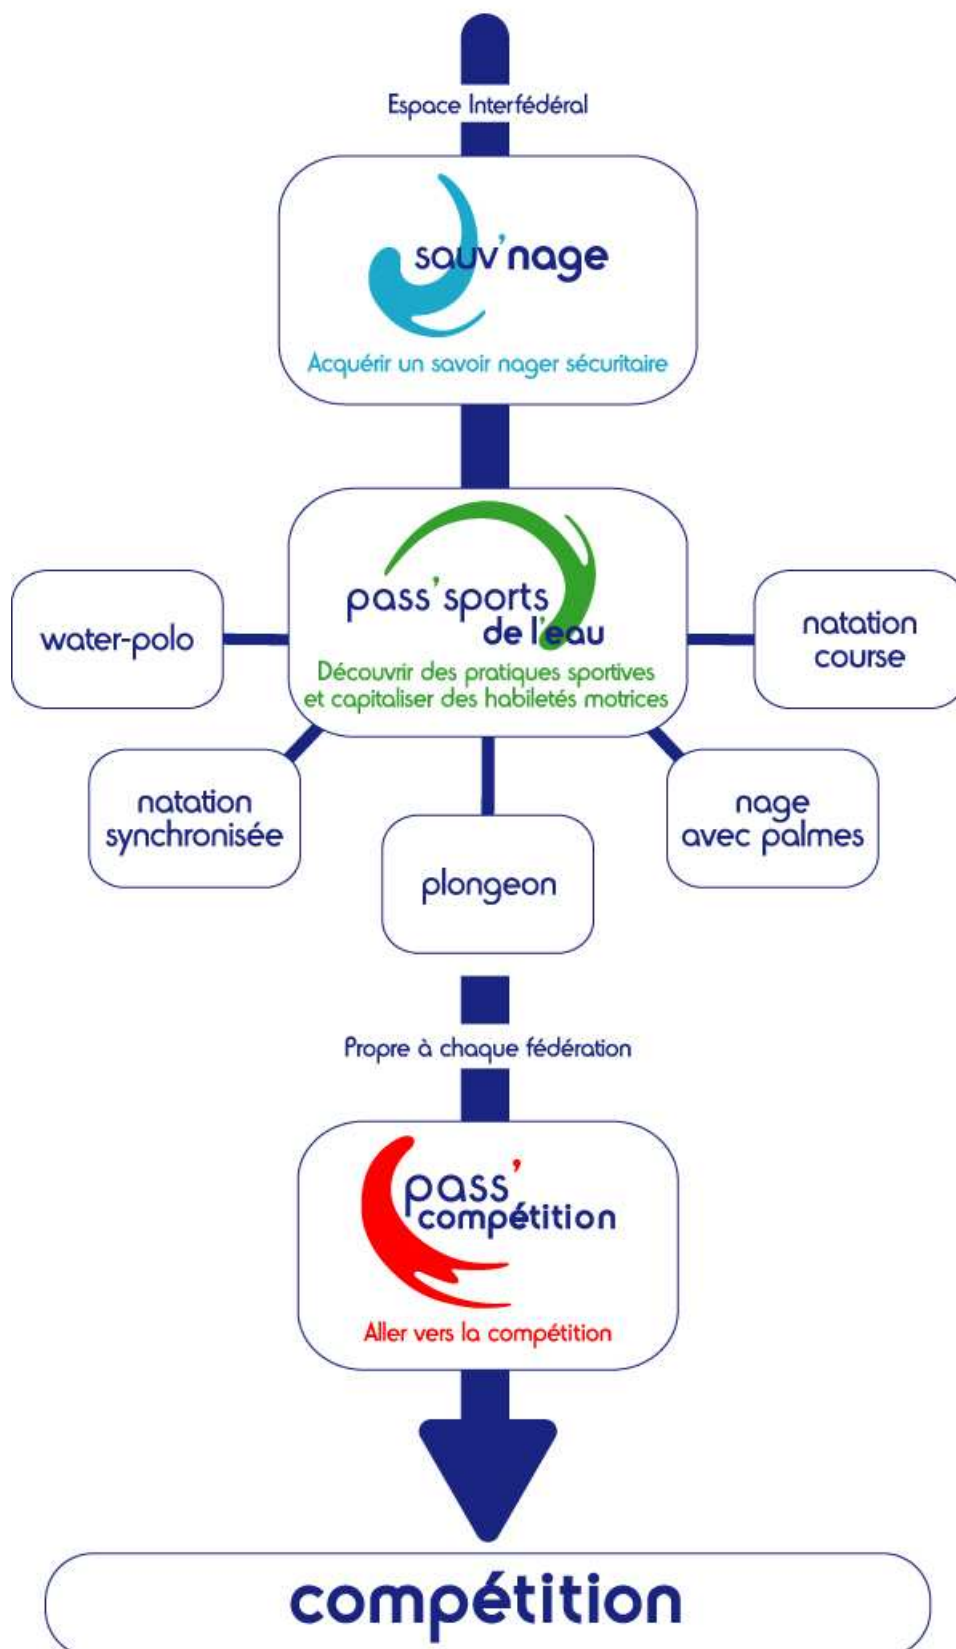 Espace Interfédéral
sauv'nage
Acquérir un savoir nager sécuritaire
pass'sports
de l'eau
Découvrir des pratiques sportives
et capitaliser des habiletés motrices
water-polo
natation
course
natation
synchronisée
nage
avec palmes
plongeon
Propre à chaque fédération
pass'
compétition
Aller vers la compétition
compétition